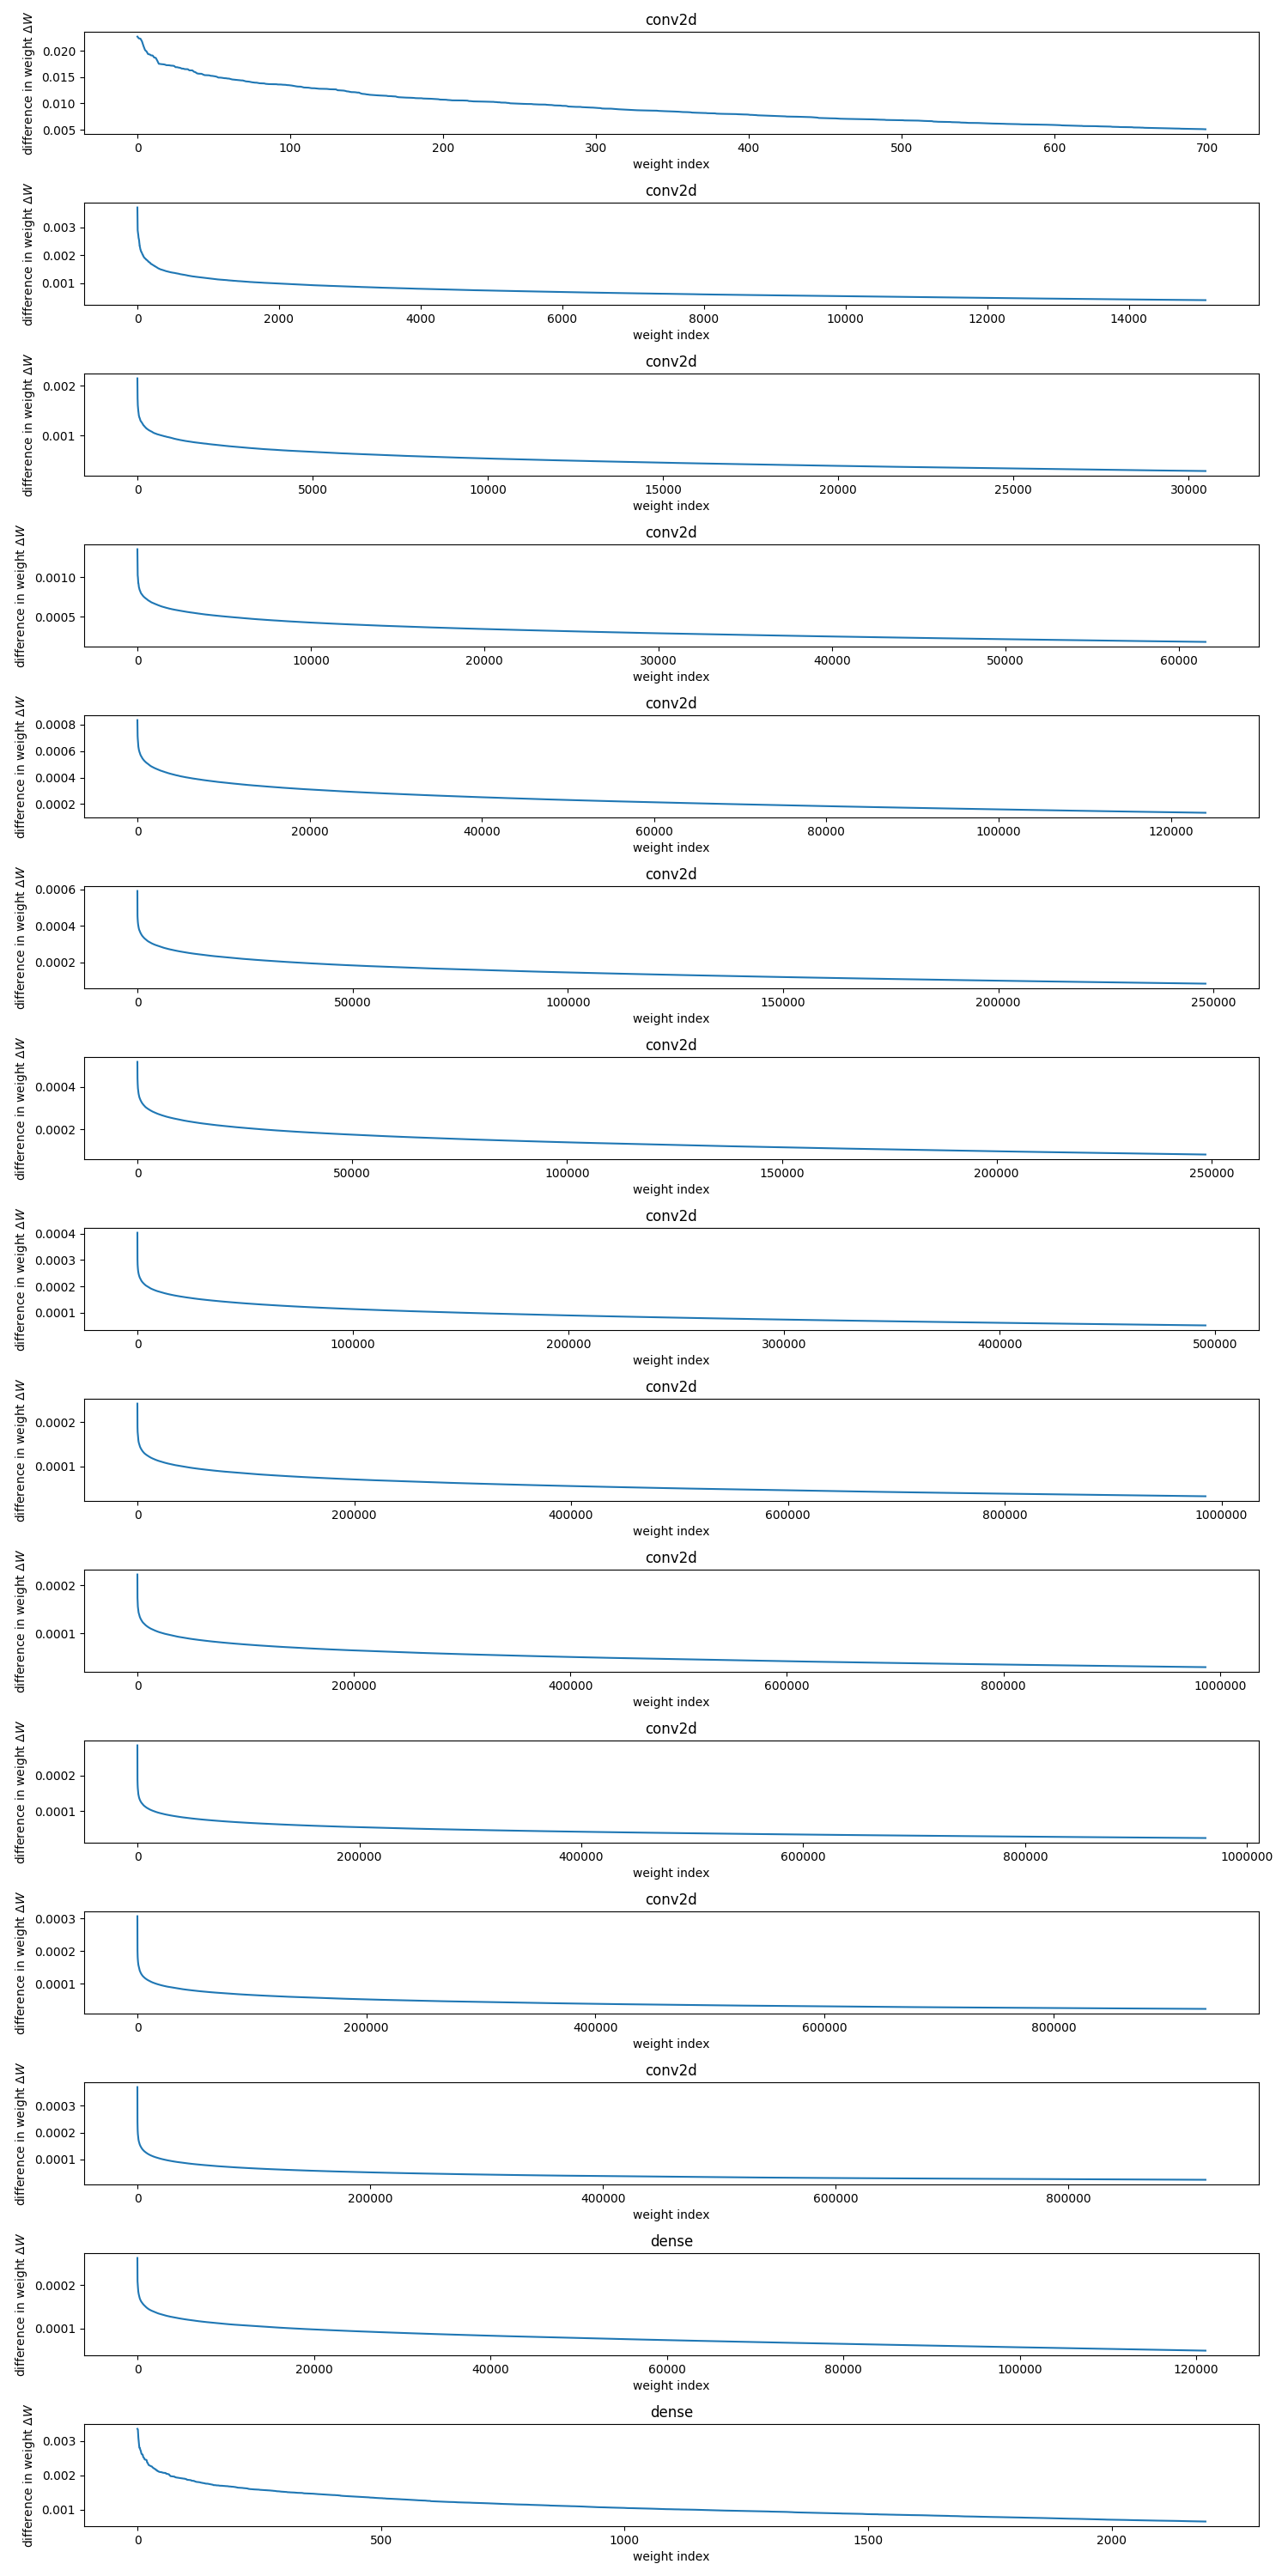 conv2d
difference in weight ΔW
0.020
0.015
0.010
0.005
0 100 200 300 400 500 600 700
weight index
conv2d
difference in weight ΔW
0.003
0.002
0.001
0 2000 4000 6000 8000 10000 12000 14000
weight index
conv2d
difference in weight ΔW
0.002
0.001
0 5000 10000 15000 20000 25000 30000
weight index
conv2d
difference in weight ΔW
0.0010
0.0005
0 10000 20000 30000 40000 50000 60000
weight index
conv2d
difference in weight ΔW
0.0008
0.0006
0.0004
0.0002
0 20000 40000 60000 80000 100000 120000
weight index
conv2d
difference in weight ΔW
0.0006
0.0004
0.0002
0 50000 100000 150000 200000 250000
weight index
conv2d
difference in weight ΔW
0.0004
0.0002
0 50000 100000 150000 200000 250000
weight index
conv2d
difference in weight ΔW
0.0004
0.0003
0.0002
0.0001
0 100000 200000 300000 400000 500000
weight index
conv2d
difference in weight ΔW
0.0002
0.0001
0 200000 400000 600000 800000 1000000
weight index
conv2d
difference in weight ΔW
0.0002
0.0001
0 200000 400000 600000 800000 1000000
weight index
conv2d
difference in weight ΔW
0.0002
0.0001
0 200000 400000 600000 800000 1000000
weight index
conv2d
difference in weight ΔW
0.0003
0.0002
0.0001
0 200000 400000 600000 800000
weight index
conv2d
difference in weight ΔW
0.0003
0.0002
0.0001
0 200000 400000 600000 800000
weight index
dense
difference in weight ΔW
0.0002
0.0001
0 20000 40000 60000 80000 100000 120000
weight index
dense
difference in weight ΔW
0.003
0.002
0.001
0 500 1000 1500 2000
weight index